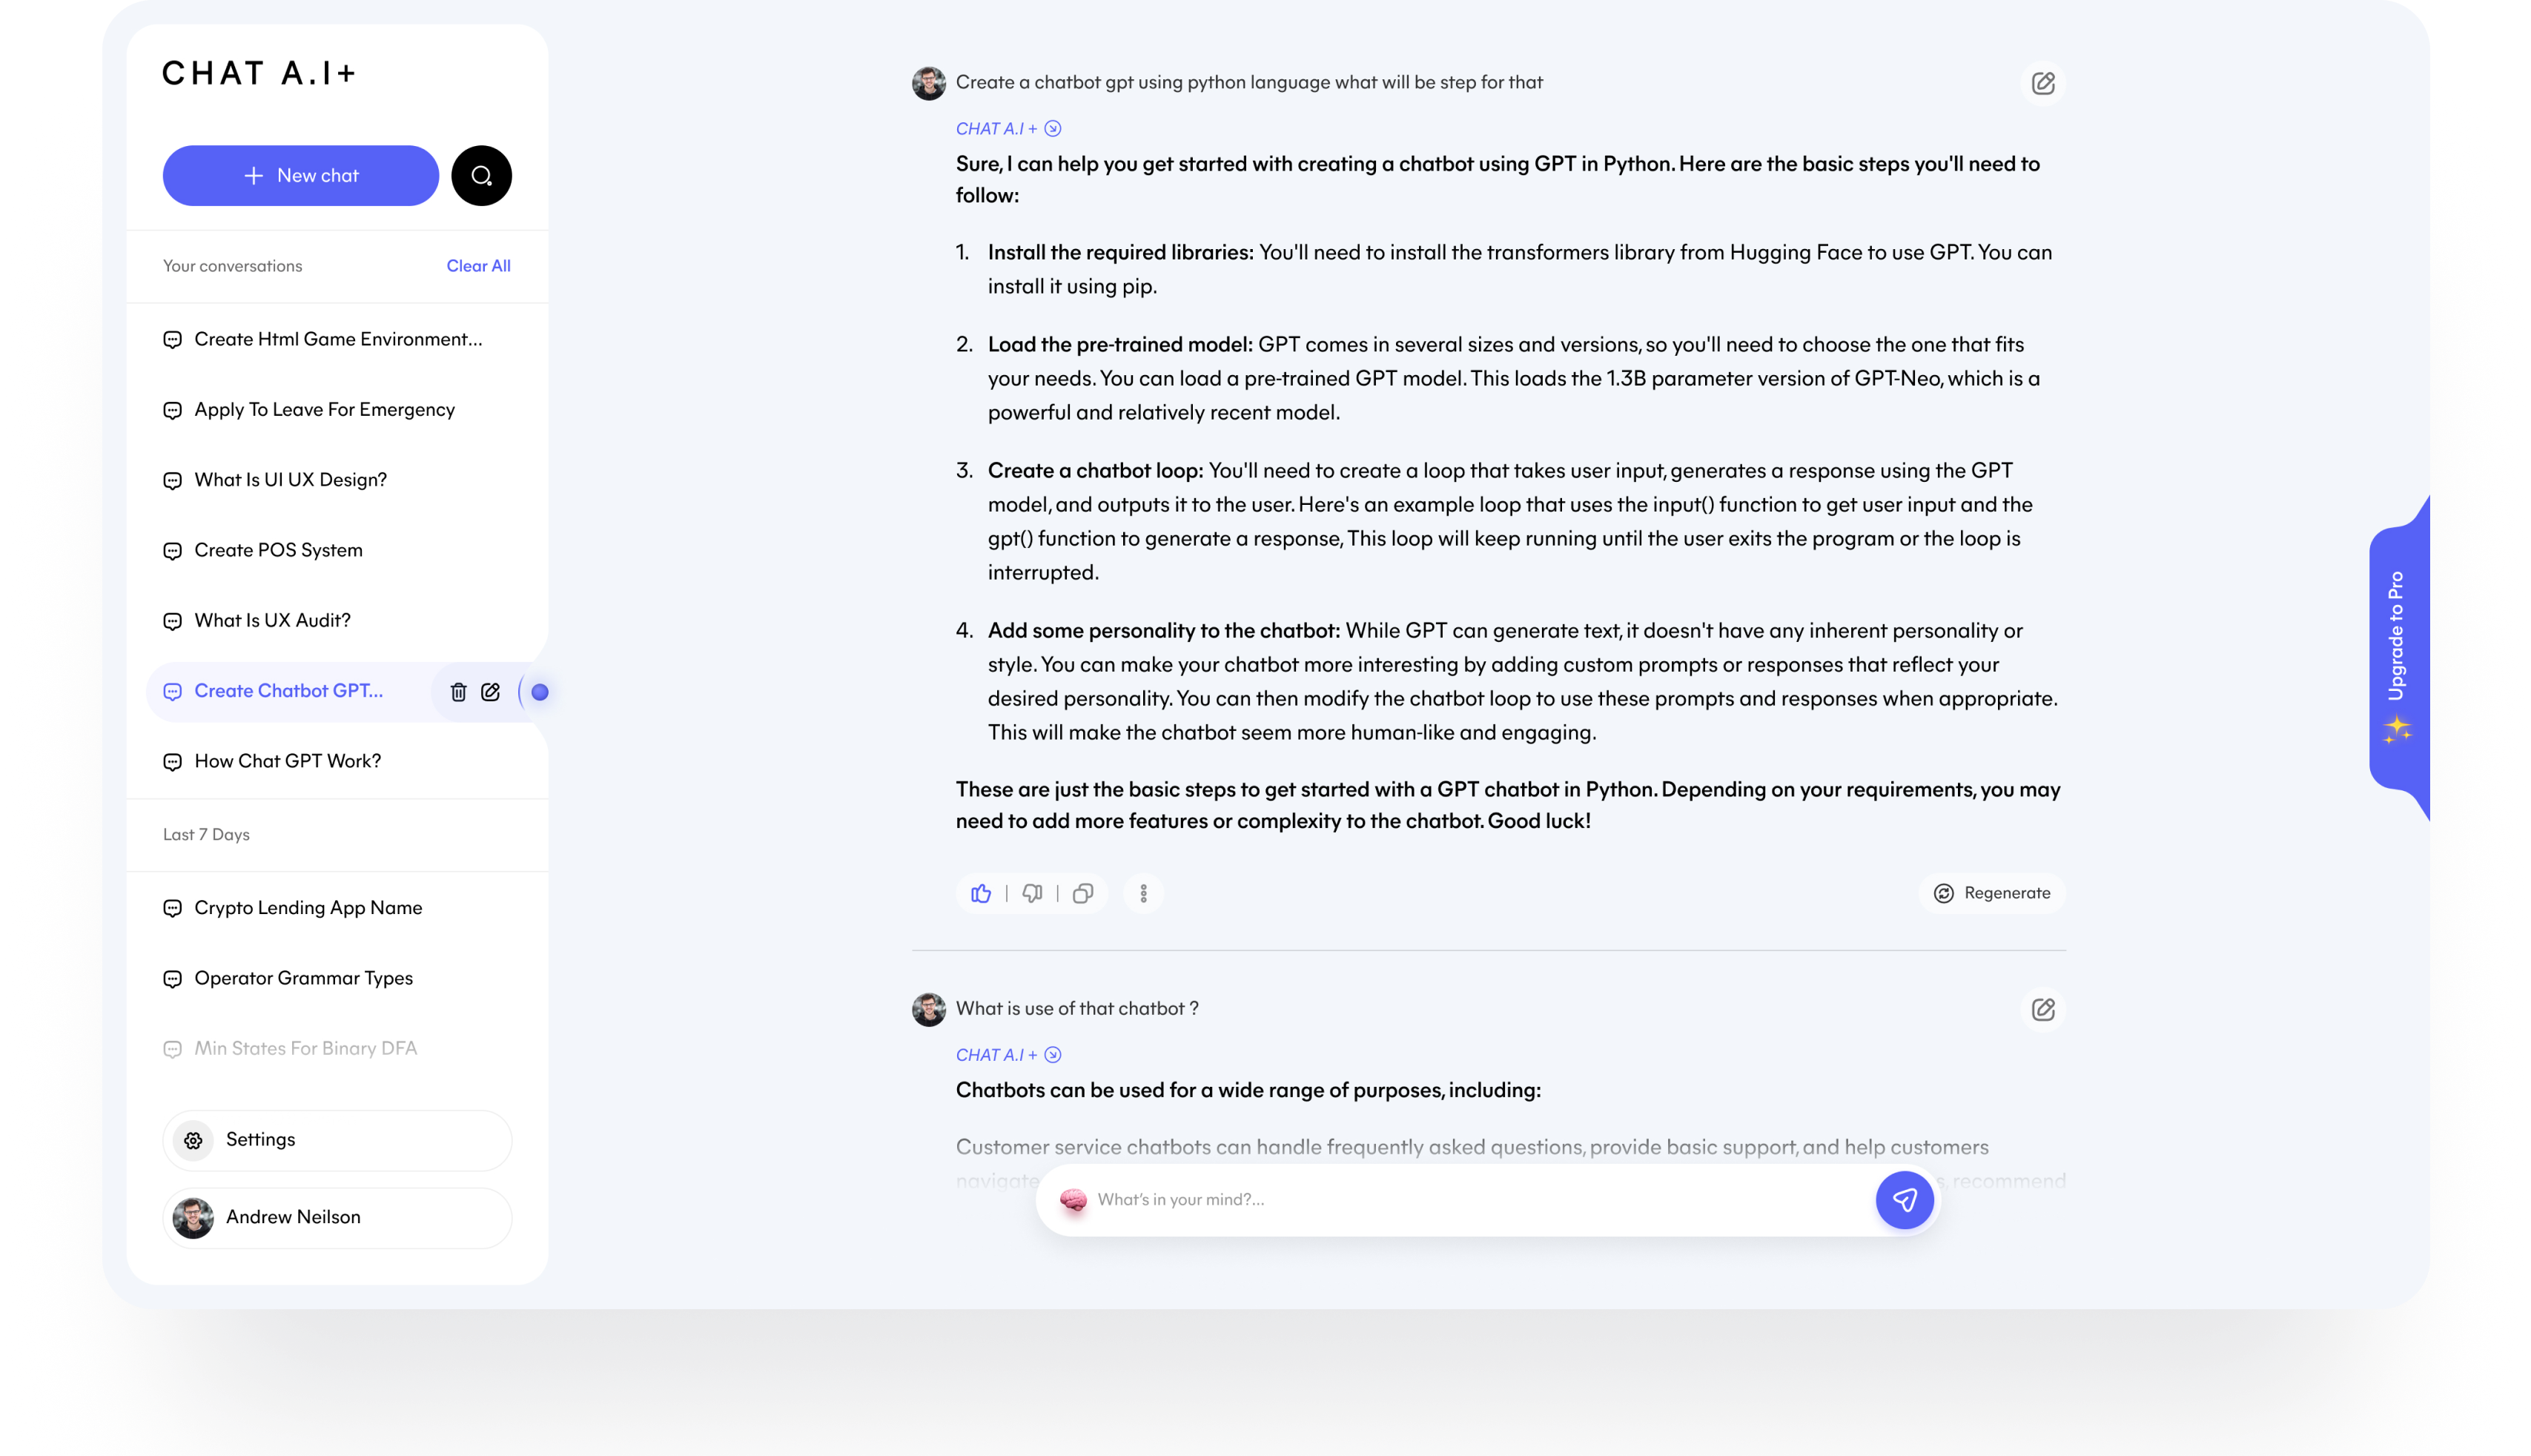 CHAT A.I+
New chat
Your conversations
Clear All
Create Html Game Environment...
Apply To Leave For Emergency
What Is UI UX Design?
Create POS System
What Is UX Audit?
Create Chatbot GPT...
How Chat GPT Work?
Last 7 Days
Crypto Lending App Name
Operator Grammar Types
Min States For Binary DFA
Settings
Andrew Neilson
Create a chatbot gpt using python language what will be step for that
CHAT A.I +
Sure, I can help you get started with creating a chatbot using GPT in Python. Here are the basic steps you'll need to
follow:
1. Install the required libraries: You'll need to install the transformers library from Hugging Face to use GPT. You can
install it using pip.
2. Load the pre-trained model: GPT comes in several sizes and versions, so you'll need to choose the one that fits
your needs. You can load a pre-trained GPT model. This loads the 1.3B parameter version of GPT-Neo, which is a
powerful and relatively recent model.
3. Create a chatbot loop: You'll need to create a loop that takes user input, generates a response using the GPT
model, and outputs it to the user. Here's an example loop that uses the input() function to get user input and the
gpt() function to generate a response, This loop will keep running until the user exits the program or the loop is
interrupted.
4. Add some personality to the chatbot: While GPT can generate text, it doesn't have any inherent personality or
style. You can make your chatbot more interesting by adding custom prompts or responses that reflect your
desired personality. You can then modify the chatbot loop to use these prompts and responses when appropriate.
This will make the chatbot seem more human-like and engaging.
These are just the basic steps to get started with a GPT chatbot in Python. Depending on your requirements, you may
need to add more features or complexity to the chatbot. Good luck!
Regenerate
What is use of that chatbot ?
CHAT A.I +
Chatbots can be used for a wide range of purposes, including:
Customer service chatbots can handle frequently asked questions, provide basic support, and help customers
navigate s, recommend
What's in your mind?...
Upgrade to Pro